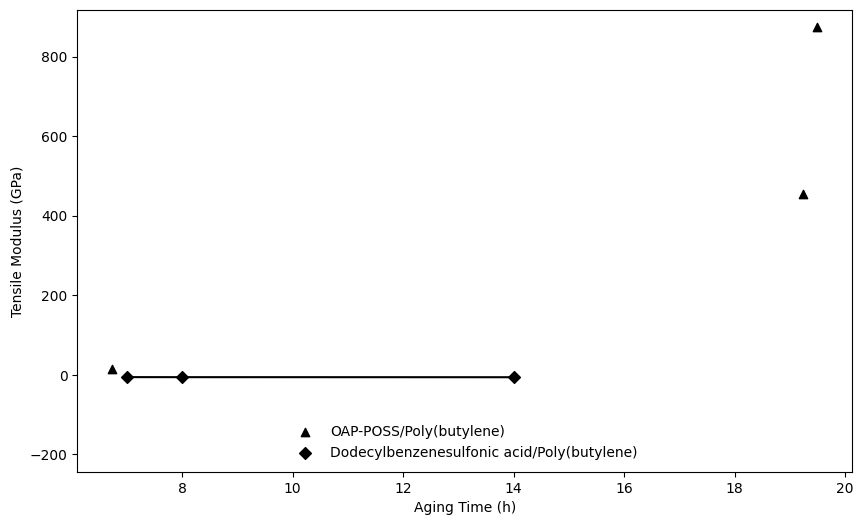 800
600
400
200
0
−200
Tensile Modulus (GPa)
OAP-POSS/Poly(butylene)
Dodecylbenzenesulfonic acid/Poly(butylene)
8 10 12 14 16 18 20
Aging Time (h)